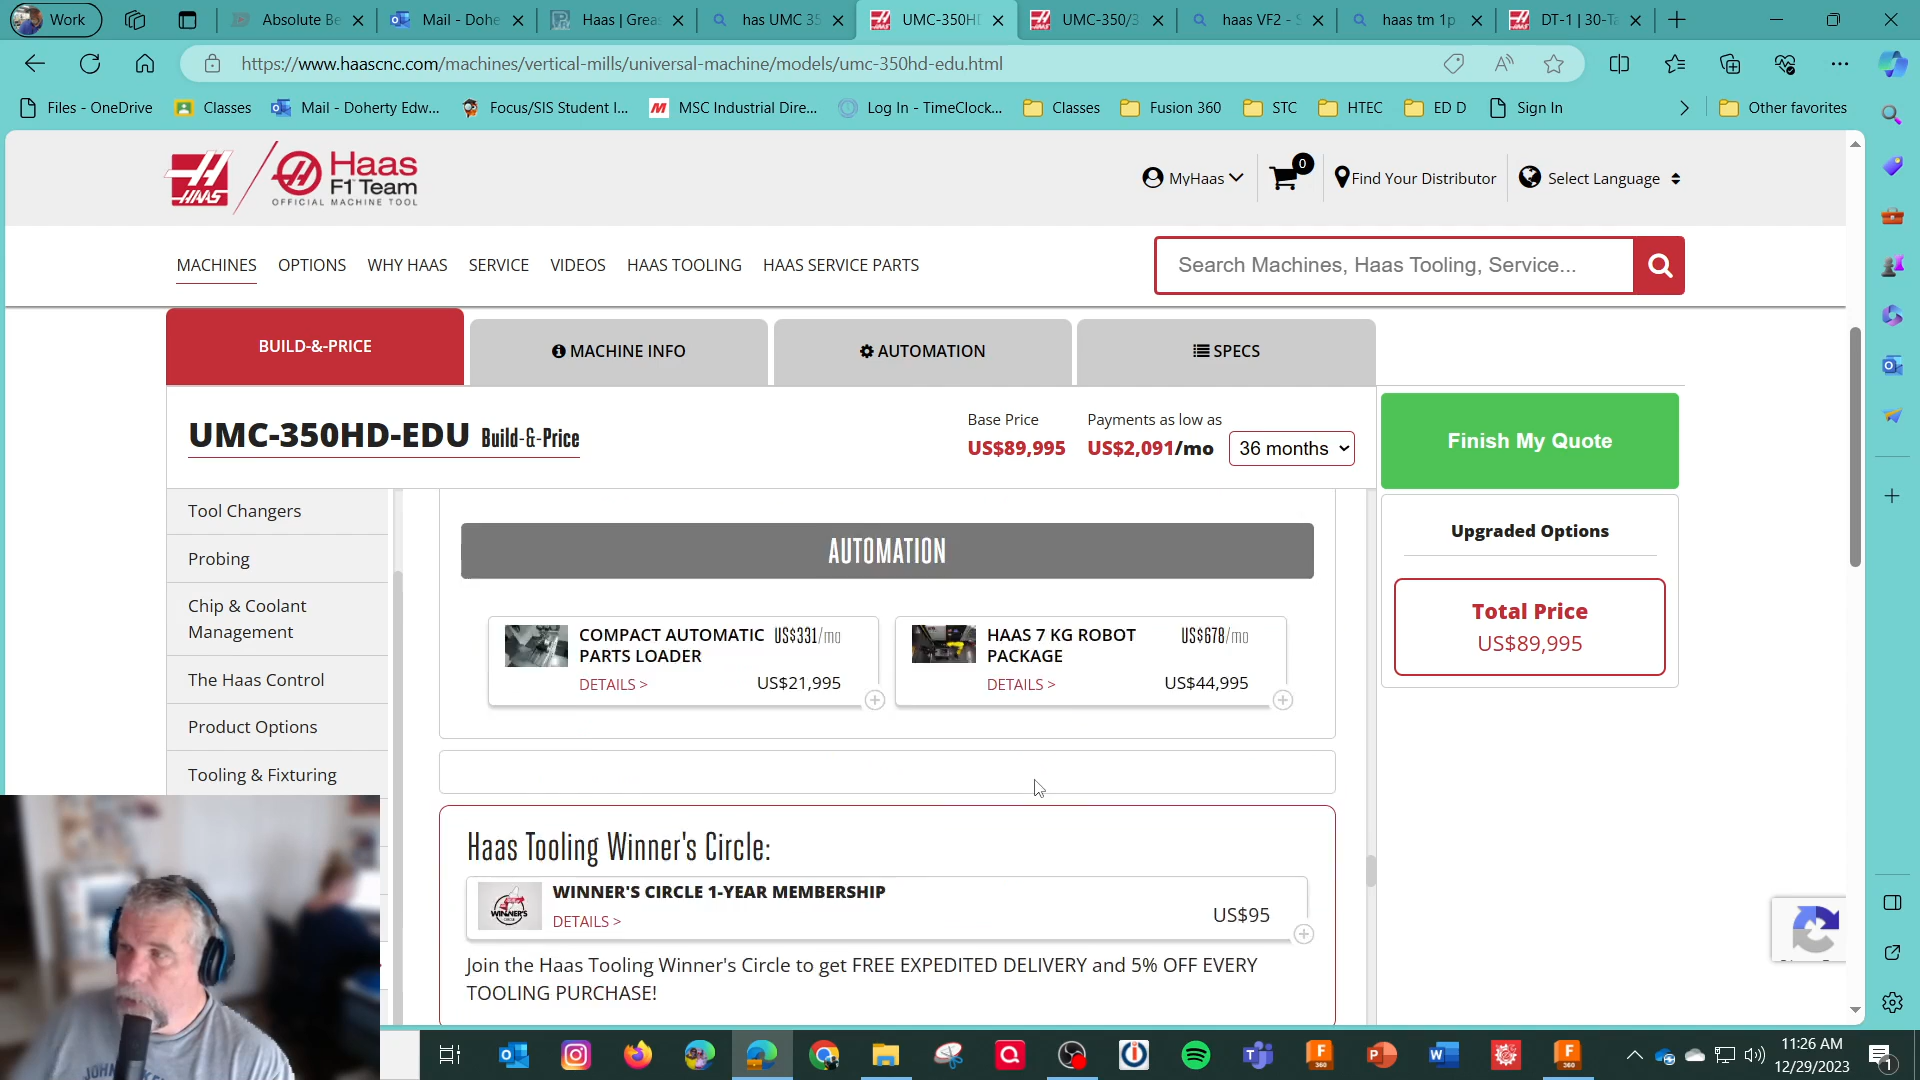 Work
Absolute Be
Mail - Dohe
Haas | Grea
has UMC 35
UMC-350HD
UMC-350/3
haas VF2 - S
haas tm 1p
DT-1 | 30-Ta
https://www.haascnc.com/machines/vertical-mills/universal-machine/models/umc-350hd-edu.html
Files - OneDrive
Classes
Mail - Doherty Edw...
Focus/SIS Student I...
MSC Industrial Dire...
Log In - TimeClock...
Classes
Fusion 360
STC
HTEC
ED D
Sign In
Other favorites
HAAS
Haas
F1 Team
OFFICIAL MACHINE TOOL
MyHaas
0
Find Your Distributor
Select Language
MACHINES
OPTIONS
WHY HAAS
SERVICE
VIDEOS
HAAS TOOLING
HAAS SERVICE PARTS
Search Machines, Haas Tooling, Service...
BUILD-&-PRICE
MACHINE INFO
AUTOMATION
SPECS
UMC-350HD-EDU Build-&-Price
Base Price
US$89,995
Payments as low as
US$2,091/mo
36 months
Finish My Quote
Tool Changers
Probing
Chip & Coolant
Management
The Haas Control
Product Options
Tooling & Fixturing
AUTOMATION
COMPACT AUTOMATIC
PARTS LOADER
US$331/mo
DETAILS >
US$21,995
HAAS 7 KG ROBOT
PACKAGE
US$678/mo
DETAILS >
US$44,995
Upgraded Options
Total Price
US$89,995
Haas Tooling Winner's Circle:
WINNER'S CIRCLE 1-YEAR MEMBERSHIP
DETAILS >
US$95
Join the Haas Tooling Winner's Circle to get FREE EXPEDITED DELIVERY and 5% OFF EVERY
TOOLING PURCHASE!
11:26 AM
12/29/2023
1